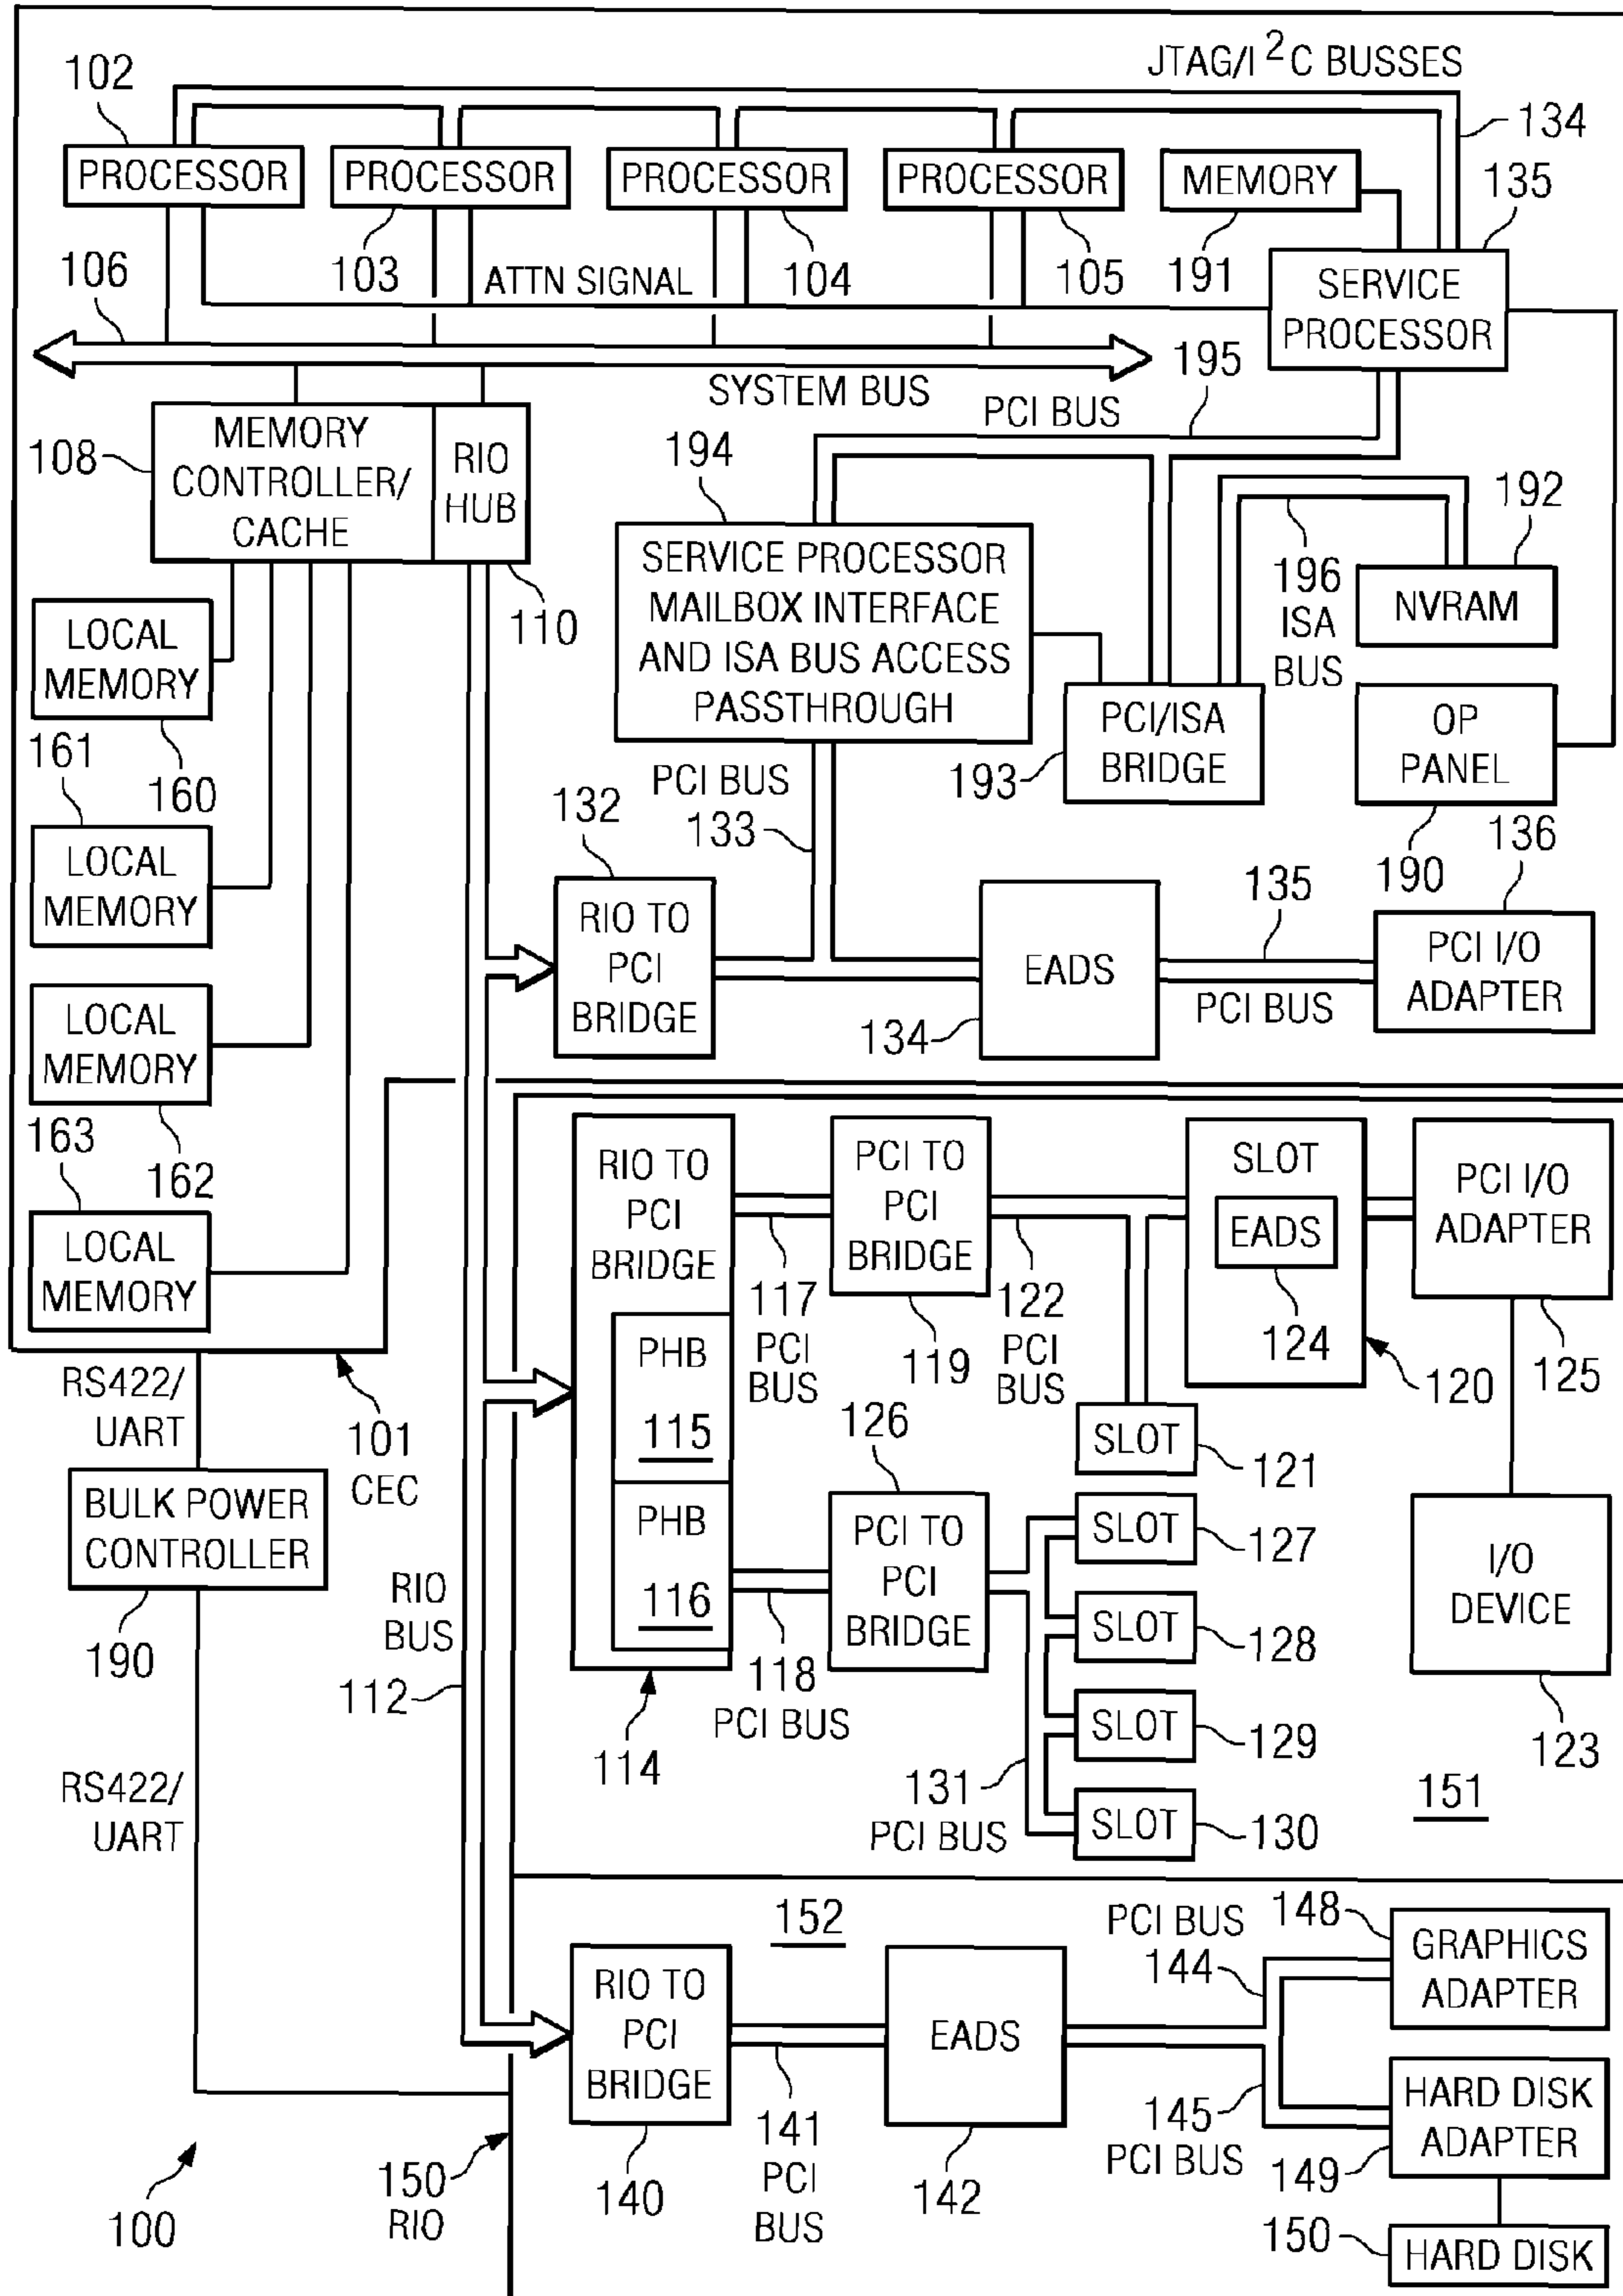 JTAG/I 2C BUSSES
102
134
PROCESSOR
PROCESSOR
PROCESSOR
PROCESSOR
MEMORY
135
106
103
ATTN SIGNAL
104
105
191
SERVICE
PROCESSOR
195
SYSTEM BUS
PCI BUS
108
MEMORY
CONTROLLER/
CACHE
RIO
HUB
110
194
SERVICE PROCESSOR
MAILBOX INTERFACE
AND ISA BUS ACCESS
PASSTHROUGH
192
196
ISA
BUS
NVRAM
LOCAL
MEMORY
160
PCI/ISA
BRIDGE
193
OP
PANEL
190
161
LOCAL
MEMORY
PCI BUS
133
132
RIO TO
PCI
BRIDGE
EADS
134
135
PCI BUS
136
PCI I/O
ADAPTER
LOCAL
MEMORY
162
163
LOCAL
MEMORY
RIO TO
PCI
BRIDGE
PHB
115
PHB
116
114
117
PCI
BUS
PCI TO
PCI
BRIDGE
119
122
PCI
BUS
SLOT
EADS
124
120
PCI I/O
ADAPTER
125
RS422/
UART
101
CEC
SLOT
121
126
BULK POWER
CONTROLLER
190
118
PCI BUS
PCI TO
PCI
BRIDGE
SLOT
127
SLOT
128
SLOT
129
SLOT
130
131
PCI BUS
I/O
DEVICE
123
151
RIO
BUS
112
RS422/
UART
152
RIO TO
PCI
BRIDGE
140
141
PCI
BUS
EADS
142
PCI BUS
144
148
GRAPHICS
ADAPTER
145
PCI BUS
HARD DISK
ADAPTER
149
150
HARD DISK
150
RIO
100